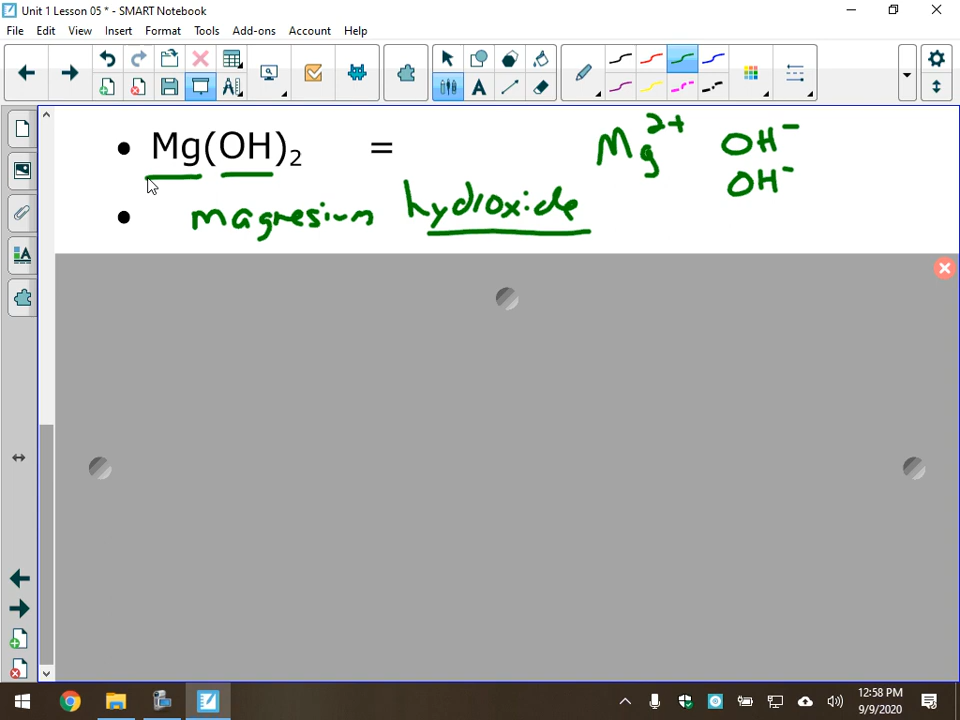 Unit 1 Lesson 05 * - SMART Notebook
File Edit View Insert Format Tools Add-ons Account Help
• Mg(OH)₂ = Mg²⁺ OH⁻
OH⁻
• magresium hydroxide
12:58 PM
9/9/2020